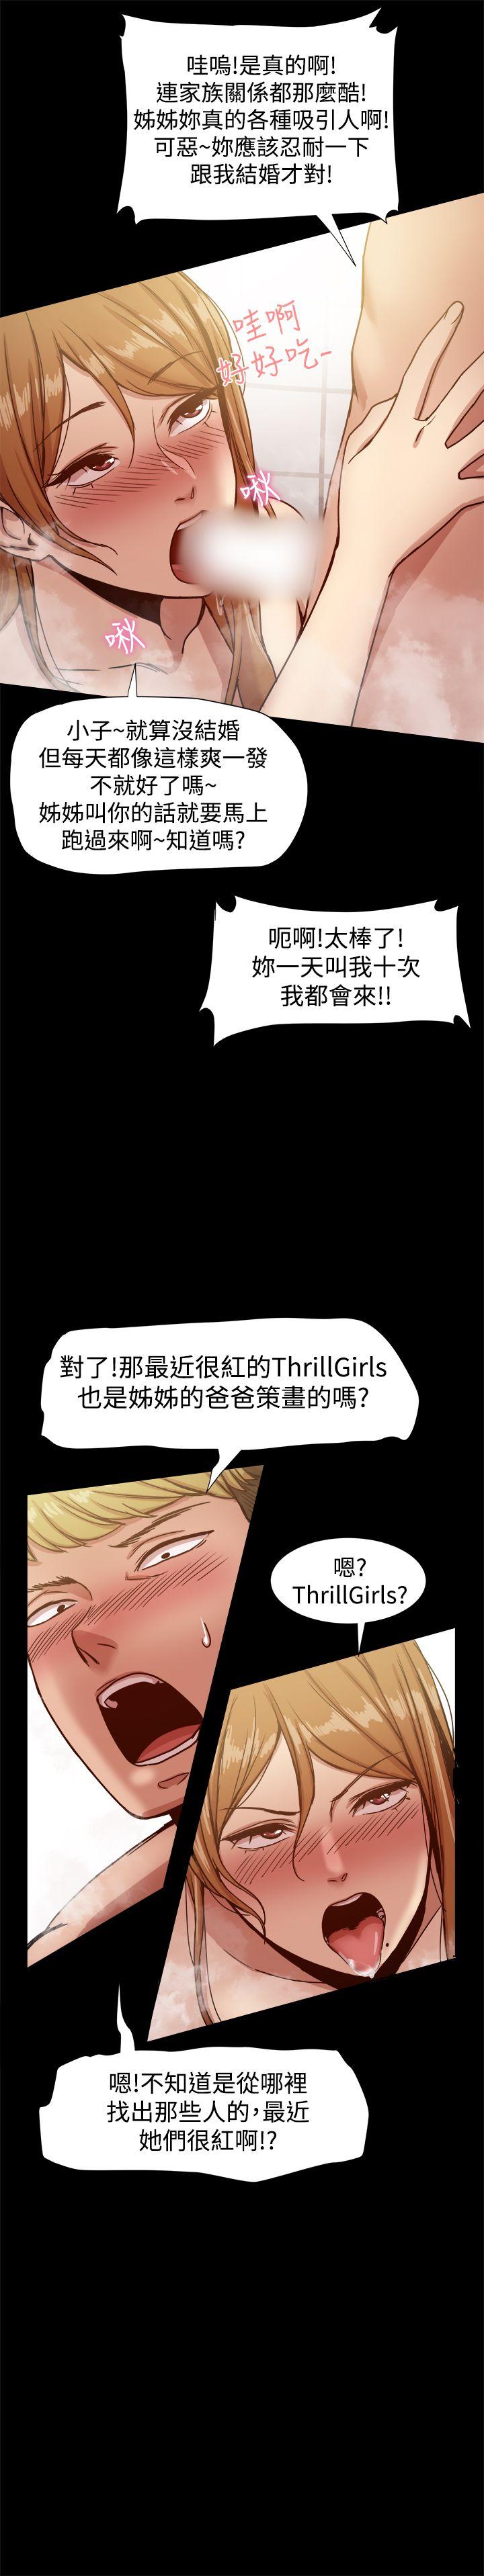 哇嗚!是真的啊!
連家族關係都那麼酷!
姊姊妳真的各種吸引人啊!
可惡~妳應該忍耐一下
跟我結婚才對!
哇啊
好好吃~
啾
啾
小子~就算沒結婚
但每天都像這樣爽一發
不就好了嗎~
姊姊叫你的話就要馬上
跑過來啊~知道嗎?
呃啊!太棒了!
妳一天叫我十次
我都會來!!
對了!那最近很紅的ThrillGirls
也是姊姊的爸爸策畫的嗎?
嗯?
ThrillGirls?
嗯!不知道是從哪裡
找出那些人的,最近
她們很紅啊!?